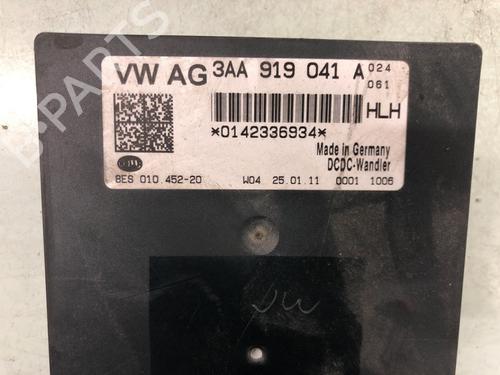 VW AG 3AA 919 041 A 024
061
HLH
*0142336934*
Made in Germany
DCDC-Wandler
8ES 010.452-20 W04 25.01.11 0001 1006
B-PARTS